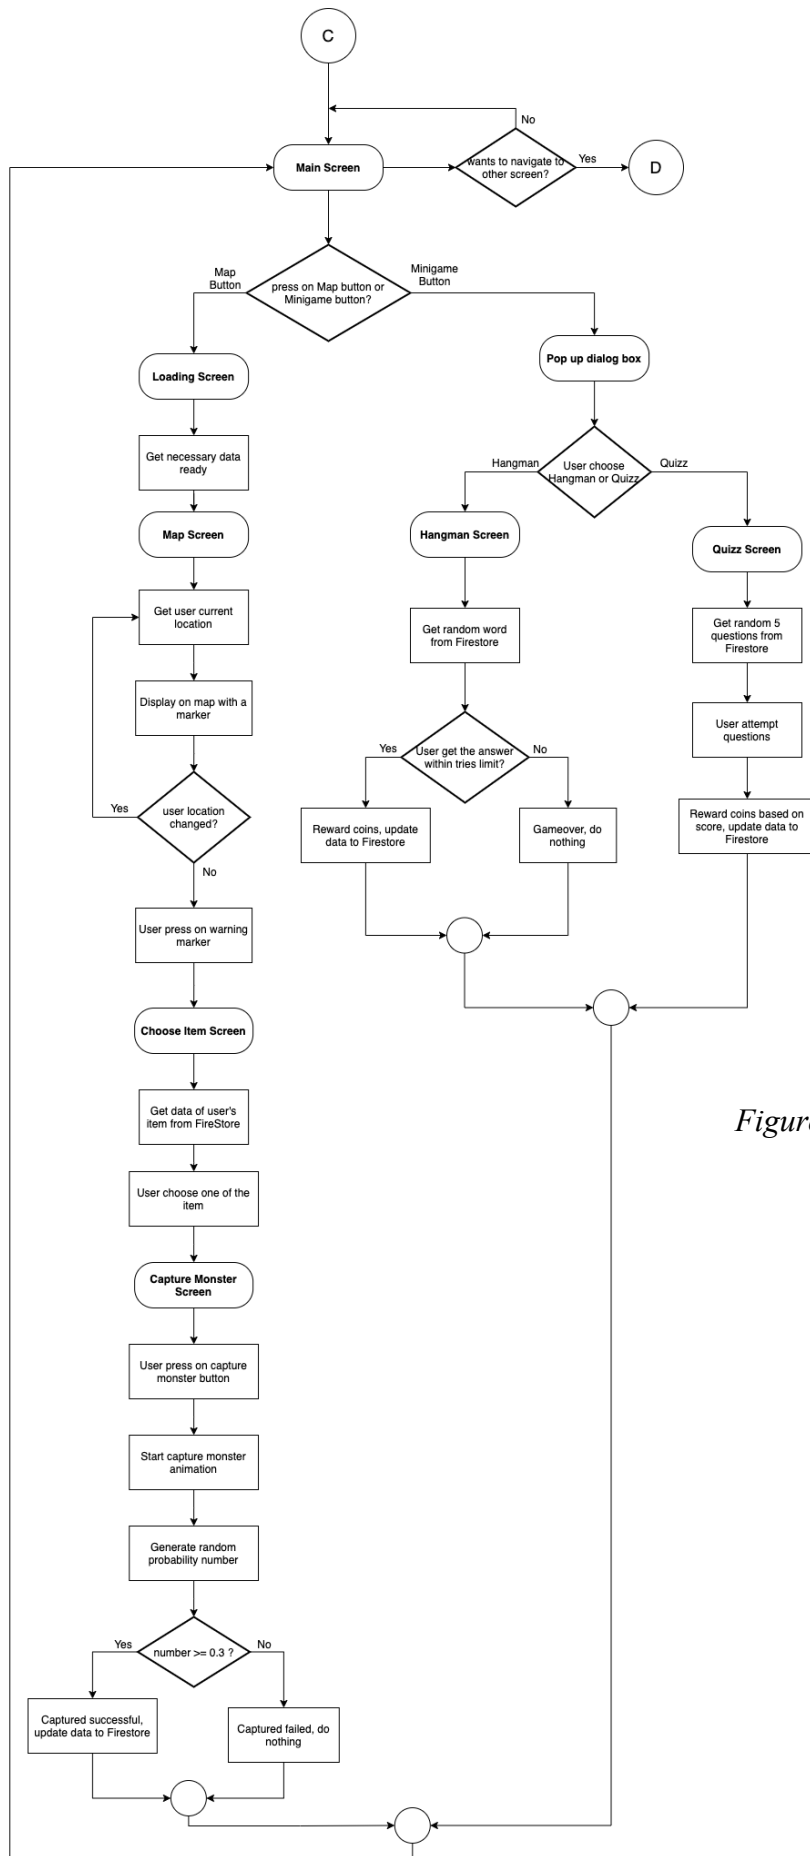 C
No
Main Screen
wants to navigate to
other screen?
Yes
D
Map
Button
press on Map button or
Minigame button?
Minigame
Button
Loading Screen
Pop up dialog box
Get necessary data
ready
Hangman
User choose
Hangman or Quizz
Quizz
Map Screen
Hangman Screen
Quizz Screen
Get user current
location
Get random word
from Firestore
Get random 5
questions from
Firestore
Display on map with a
marker
User attempt
questions
Yes
User get the answer
within tries limit?
No
Yes
user location
changed?
No
Reward coins, update
data to Firestore
Gameover, do
nothing
Reward coins based on
score, update data to
Firestore
User press on warning
marker
Choose Item Screen
Get data of user's
item from FireStore
Figure
User choose one of the
item
Capture Monster
Screen
User press on capture
monster button
Start capture monster
animation
Generate random
probability number
Yes
number >= 0.3 ?
No
Captured successful,
update data to Firestore
Captured failed, do
nothing